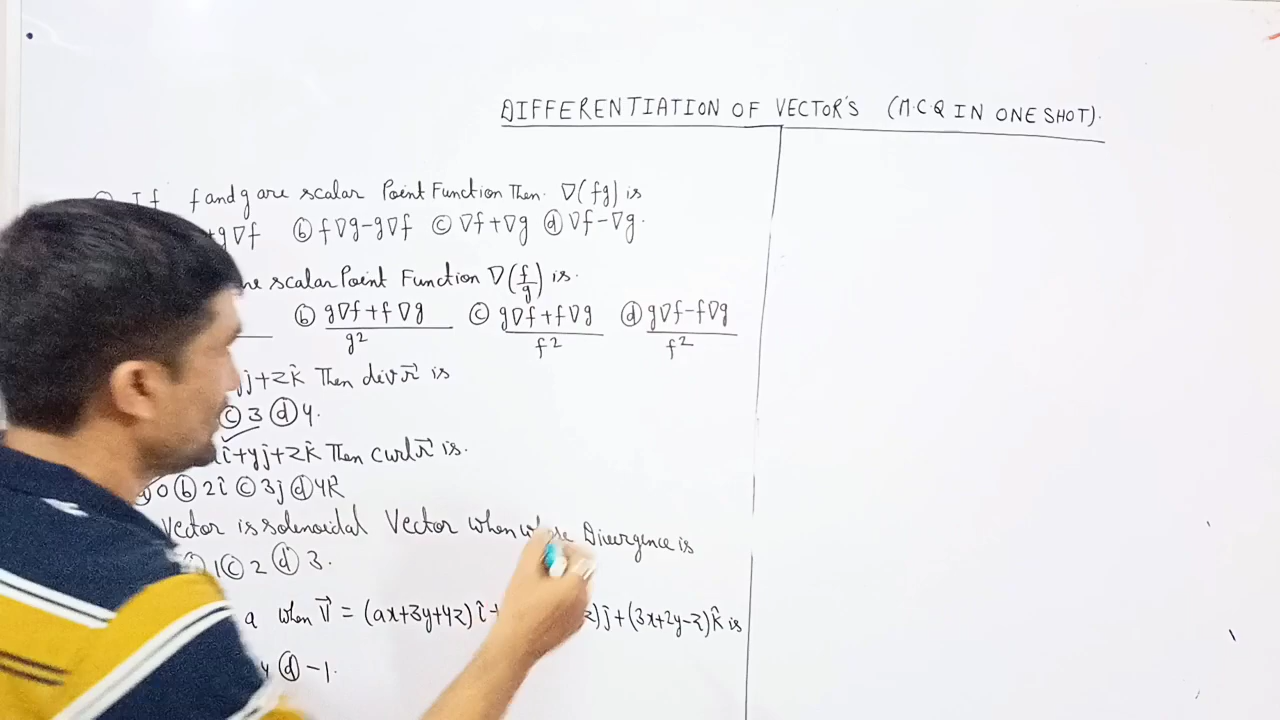 DIFFERENTIATION OF VECTOR'S (M.C.Q IN ONE SHOT).
If f and g are scalar Point Function Then. ∇(fg) is
+g∇f ⓑ f∇g-g∇f ⓒ ∇f+∇g ⓓ ∇f-∇g.
scalar Point Function ∇(f/g) is.
ⓑ g∇f+f∇g/g² ⓒ g∇f+f∇g/f² ⓓ g∇f-f∇g/f²
j+zk̂ Then div r⃗ is
ⓒ 3 ⓓ 4.
î+yj+zk̂ Then curl r⃗ is.
0 ⓑ 2î ⓒ 3j ⓓ 4k
Vector is solenoidal Vector when Divergence is
1 ⓒ 2 ⓓ 3.
a when V⃗ = (ax+3y+4z)î+ )ĵ+(3x+2y-z)k̂ is
ⓓ -1.